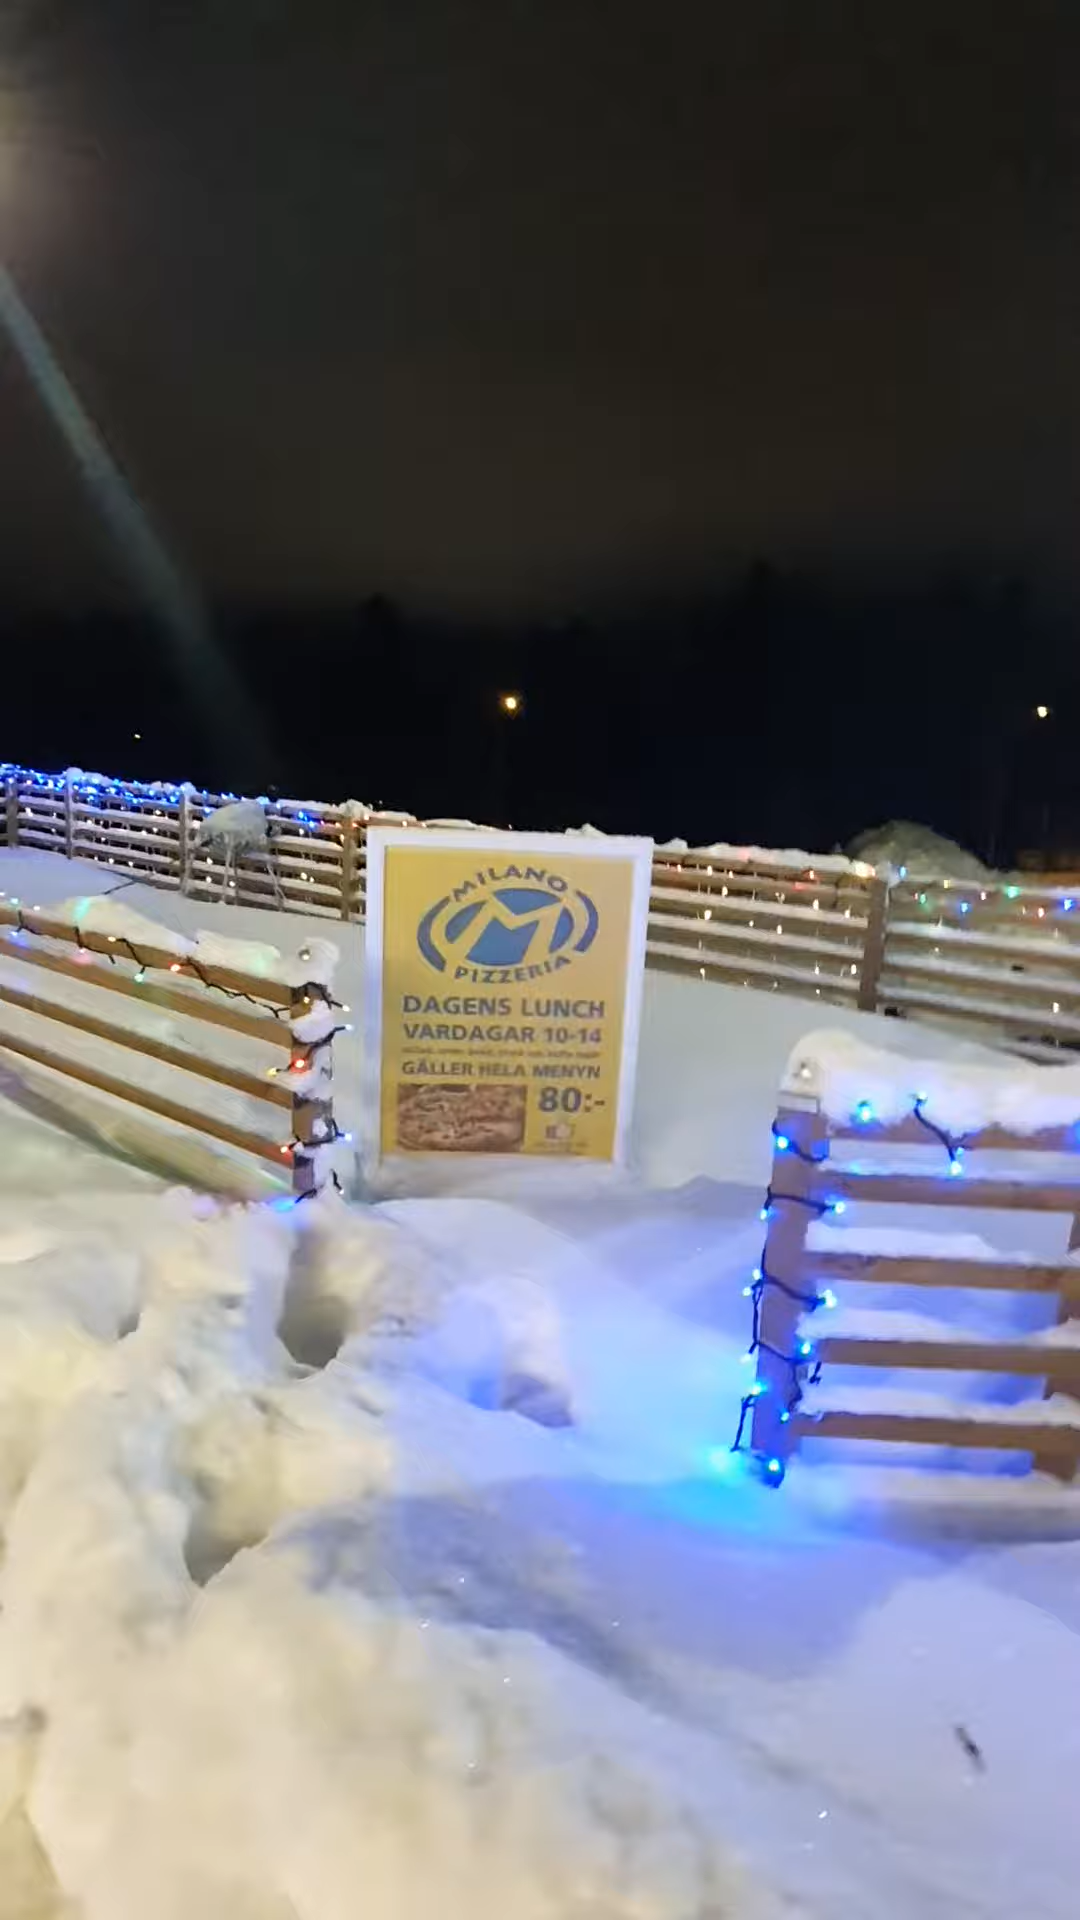 MILANO
M
PIZZERIA
DAGENS LUNCH
VARDAGAR 10-14
GÄLLER HELA MENYN
80:-